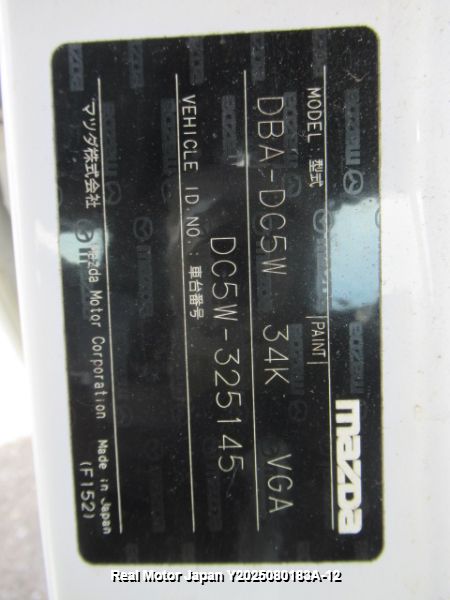 mazda
MODEL : 型式 PAINT
DBA-DC5W 34K VGA
VEHICLE ID.NO. : 車台番号
DC5W-325145
マツダ株式会社 Mazda Motor Corporation Made in Japan
(F152)
Real Motor Japan Y2025080183A-12